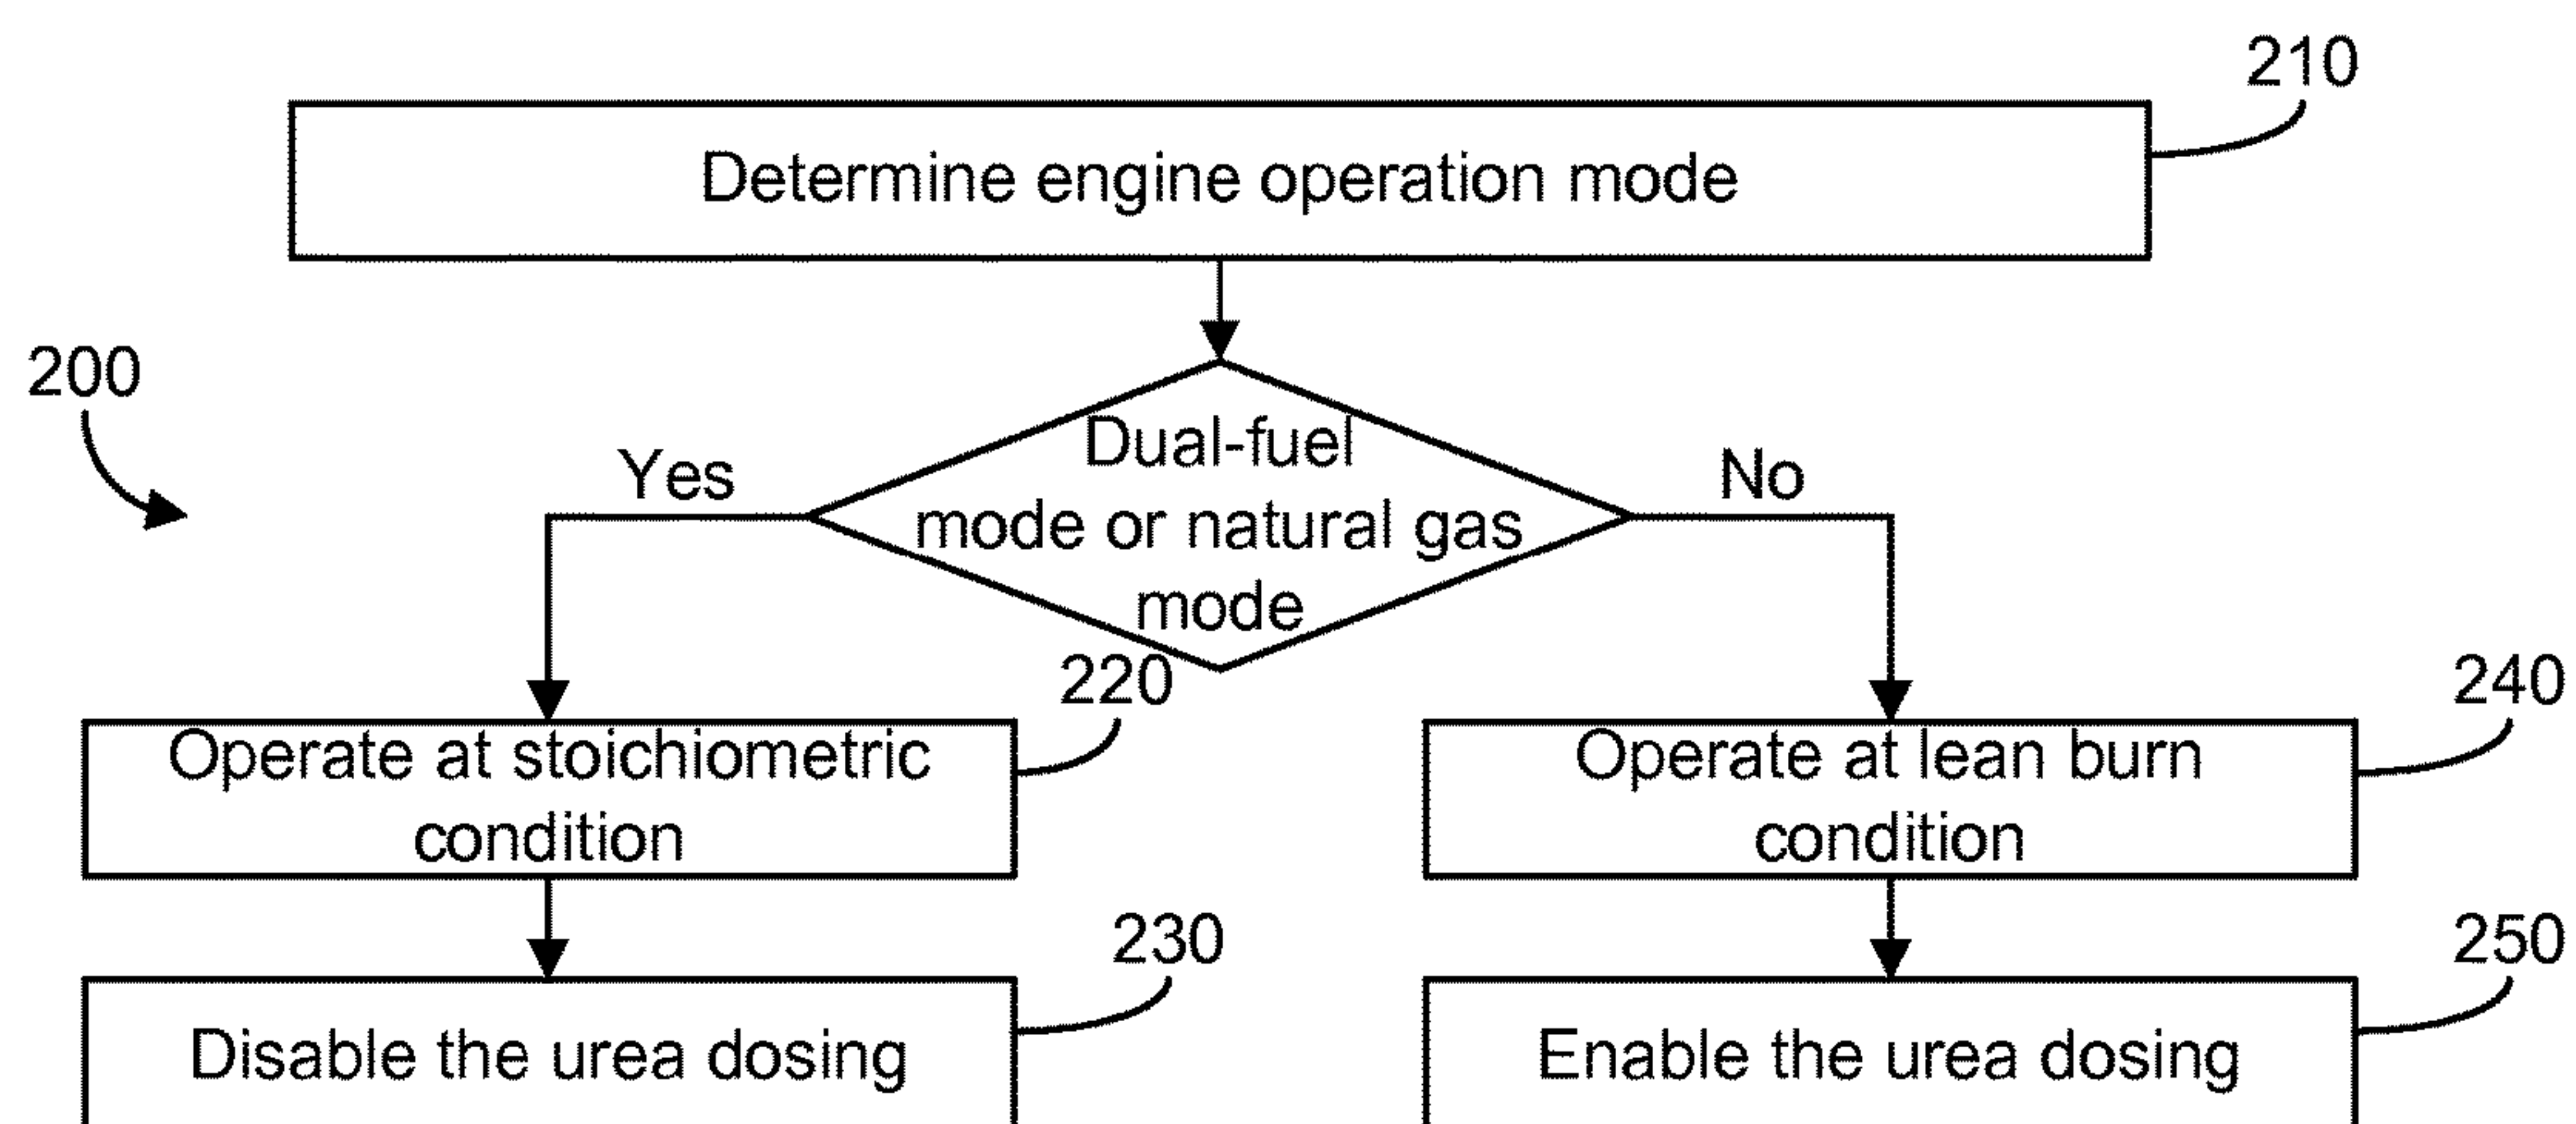 210
Determine engine operation mode
200
Dual-fuel
mode or natural gas
mode
Yes
No
220
Operate at stoichiometric
condition
240
Operate at lean burn
condition
230
Disable the urea dosing
250
Enable the urea dosing